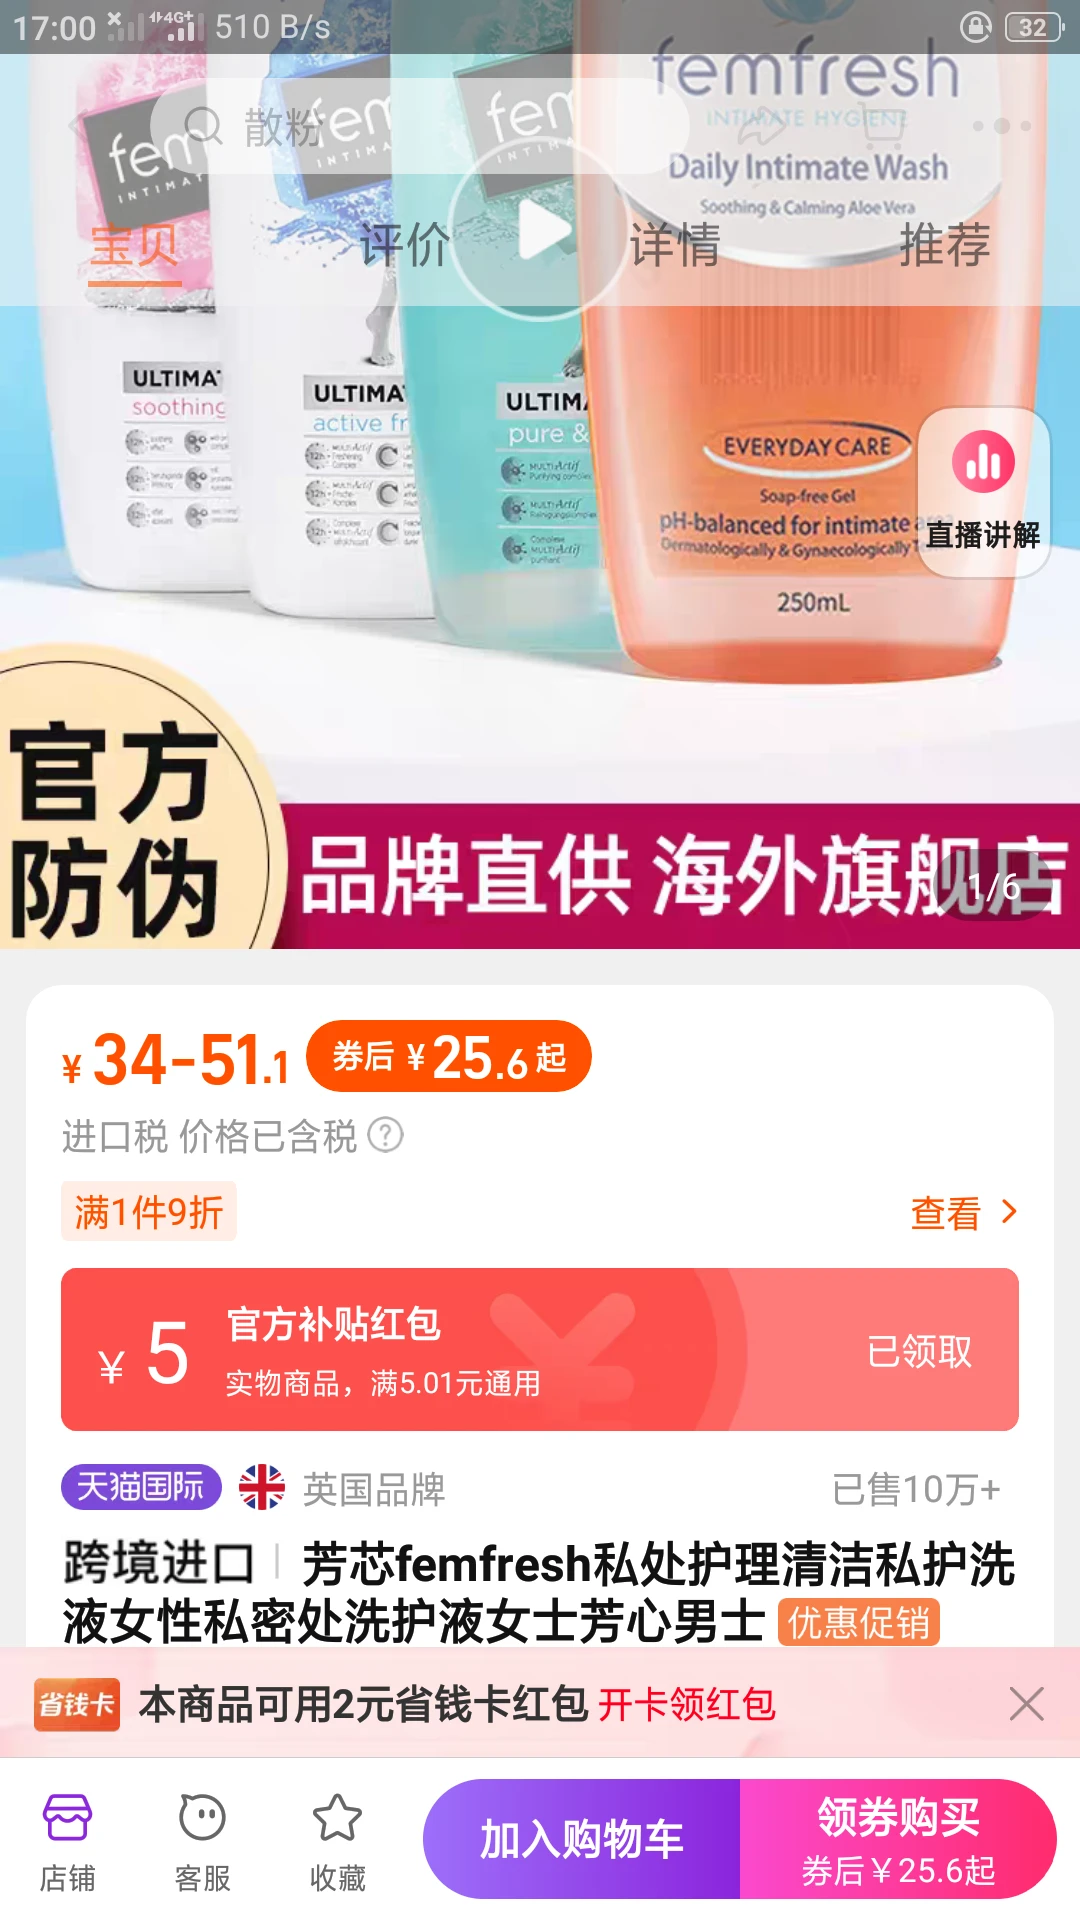 17:00 4G+ 510 B/s 32
散粉
宝贝 评价 详情 推荐
femfresh
INTIMATE HYGIENE
Daily Intimate Wash
Soothing & Calming Aloe Vera
ULTIMA
soothing
ULTIMA
active fr
ULTIM
pure &
EVERYDAY CARE
Soap-free Gel
pH-balanced for intimate
Dermatologically & Gynaecologically
250mL
直播讲解
官方
防伪
品牌直供 海外旗舰店
1/6
¥34-51.1 券后¥25.6起
进口税 价格已含税 ?
满1件9折 查看
¥5 官方补贴红包
实物商品，满5.01元通用
已领取
天猫国际 英国品牌 已售10万+
跨境进口 芳芯femfresh私处护理清洁私护洗
液女性私密处洗护液女士芳心男士 优惠促销
省钱卡 本商品可用2元省钱卡红包 开卡领红包
店铺 客服 收藏 加入购物车 领券购买
券后¥25.6起